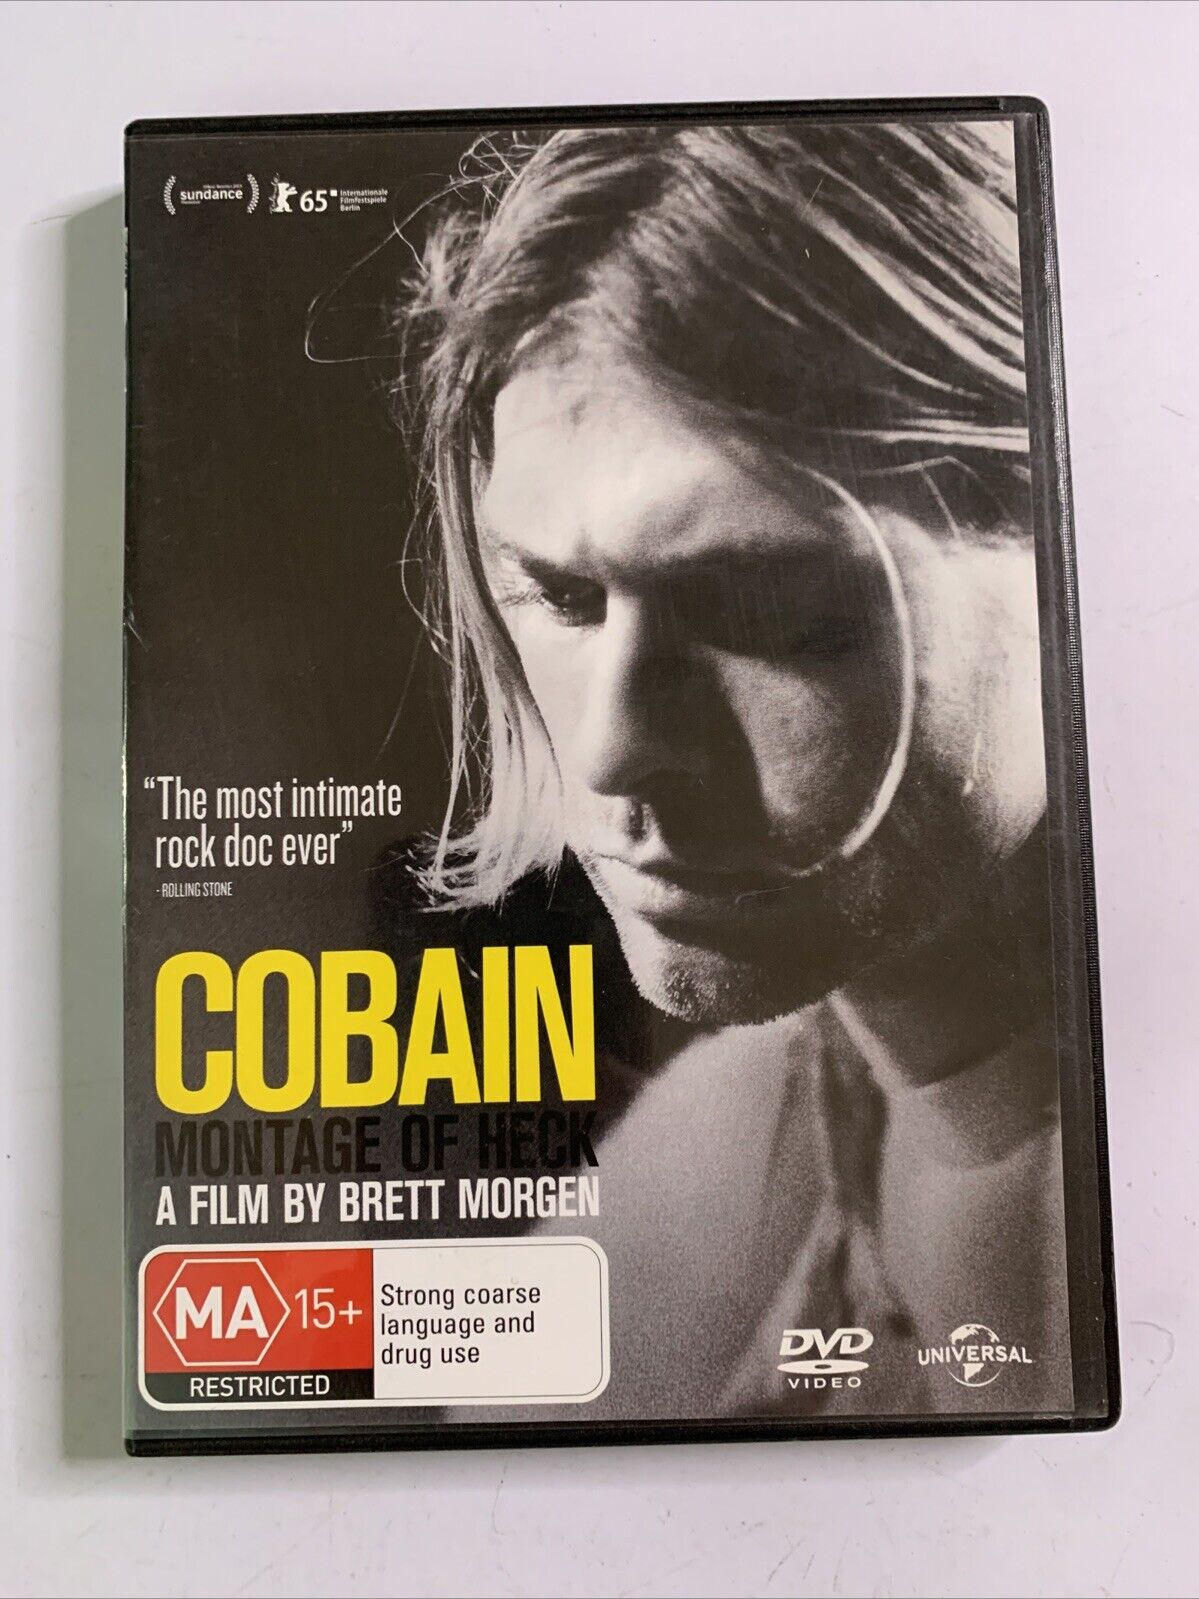 sundance
65
Internationale
Filmfestspiele
Berlin
“The most intimate
rock doc ever”
- ROLLING STONE
COBAIN
MONTAGE OF HECK
A FILM BY BRETT MORGEN
MA 15+
RESTRICTED
Strong coarse
language and
drug use
DVD
VIDEO
UNIVERSAL